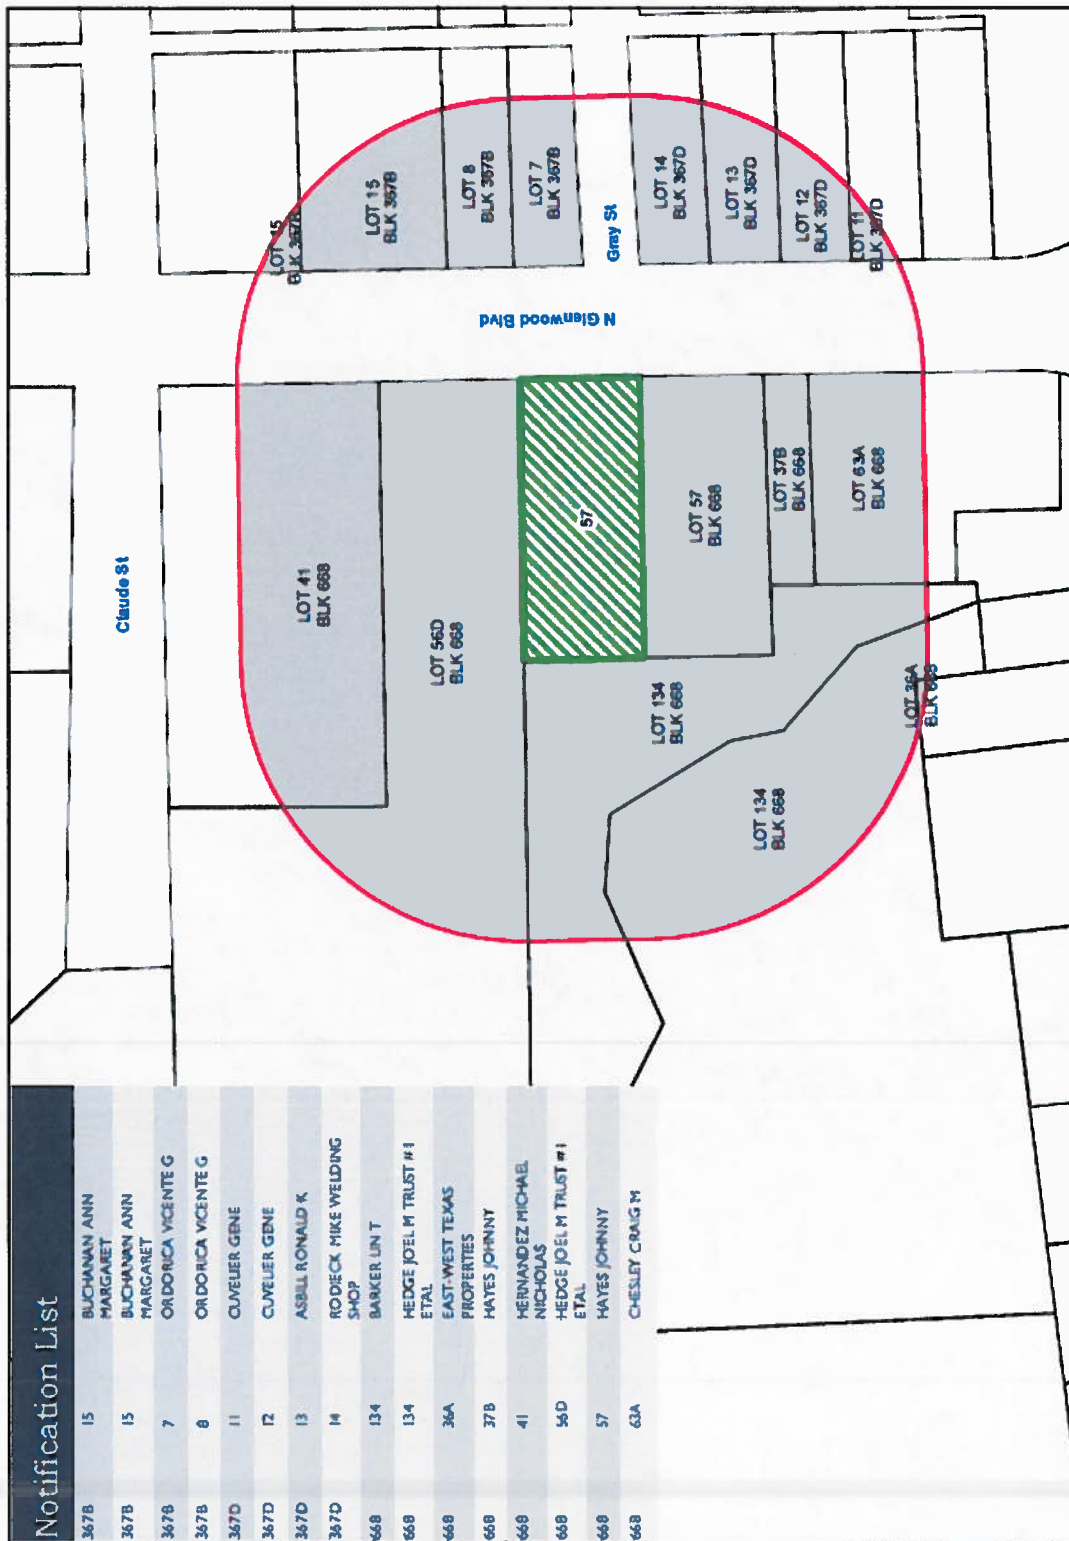 Notification List
367B 15 BUCHANAN ANN
MARGARET
367B 15 BUCHANAN ANN
MARGARET
367B 7 ORDORICA VICENTE G
367B 8 ORDORICA VICENTE G
367D 11 CUVELIER GENE
367D 12 CUVELIER GENE
367D 13 ASBILL RONALD K
367D 14 RODIECK MIKE WELDING
SHOP
668 134 BARKER LIN T
668 134 HEDGE JOEL M TRUST #1
ETAL
668 36A EAST-WEST TEXAS
PROPERTIES
668 37B HAYES JOHNNY
668 41 HERNANDEZ MICHAEL
NICHOLAS
668 56D HEDGE JOEL M TRUST #1
ETAL
668 57 HAYES JOHNNY
668 63A CHESLEY CRAIG M
Claude St
LOT 41
BLK 668
LOT 56D
BLK 668
57
LOT 57
BLK 668
LOT 37B
BLK 668
LOT 63A
BLK 668
LOT 134
BLK 668
LOT 134
BLK 668
LOT 36A
BLK 668
N Glenwood Blvd
LOT 15
BLK 367B
LOT 15
BLK 367B
LOT 8
BLK 367B
LOT 7
BLK 367B
Gray St
LOT 14
BLK 367D
LOT 13
BLK 367D
LOT 12
BLK 367D
LOT 11
BLK 367D